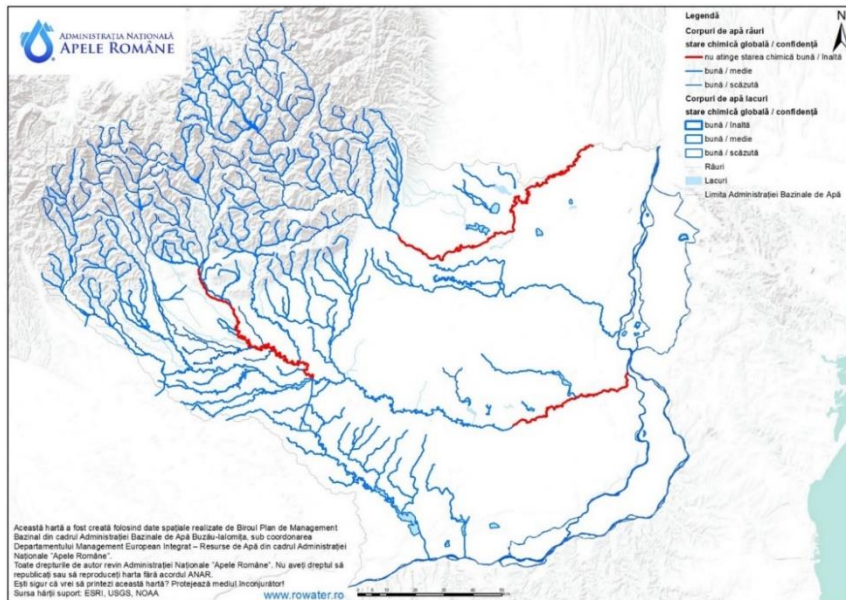 ADMINISTRAȚIA NAȚIONALĂ
APELE ROMÂNE
Legendă
N
Corpuri de apă râuri
stare chimică globală / confidență
nu atinge starea chimică bună / înaltă
bună / medie
bună / scăzută
Corpuri de apă lacuri
stare chimică globală / confidență
bună / înaltă
bună / medie
bună / scăzută
Râuri
Lacuri
Limita Administrației Bazinale de Apă
Această hartă a fost creată folosind date spațiale realizate de Biroul Plan de Management
Bazinal din cadrul Administrației Bazinale de Apă Buzău-Ialomița, sub coordonarea
Departamentului Management European Integrat – Resurse de Apă din cadrul Administrației
Naționale "Apele Române".
Toate drepturile de autor revin Administrației Naționale "Apele Române". Nu aveți dreptul să
republicați sau să reproduceți harta fără acordul ANAR.
Ești sigur că vrei să printezi această hartă? Protejează mediul înconjurător!
Sursa hărții suport: ESRI, USGS, NOAA
www.rowater.ro